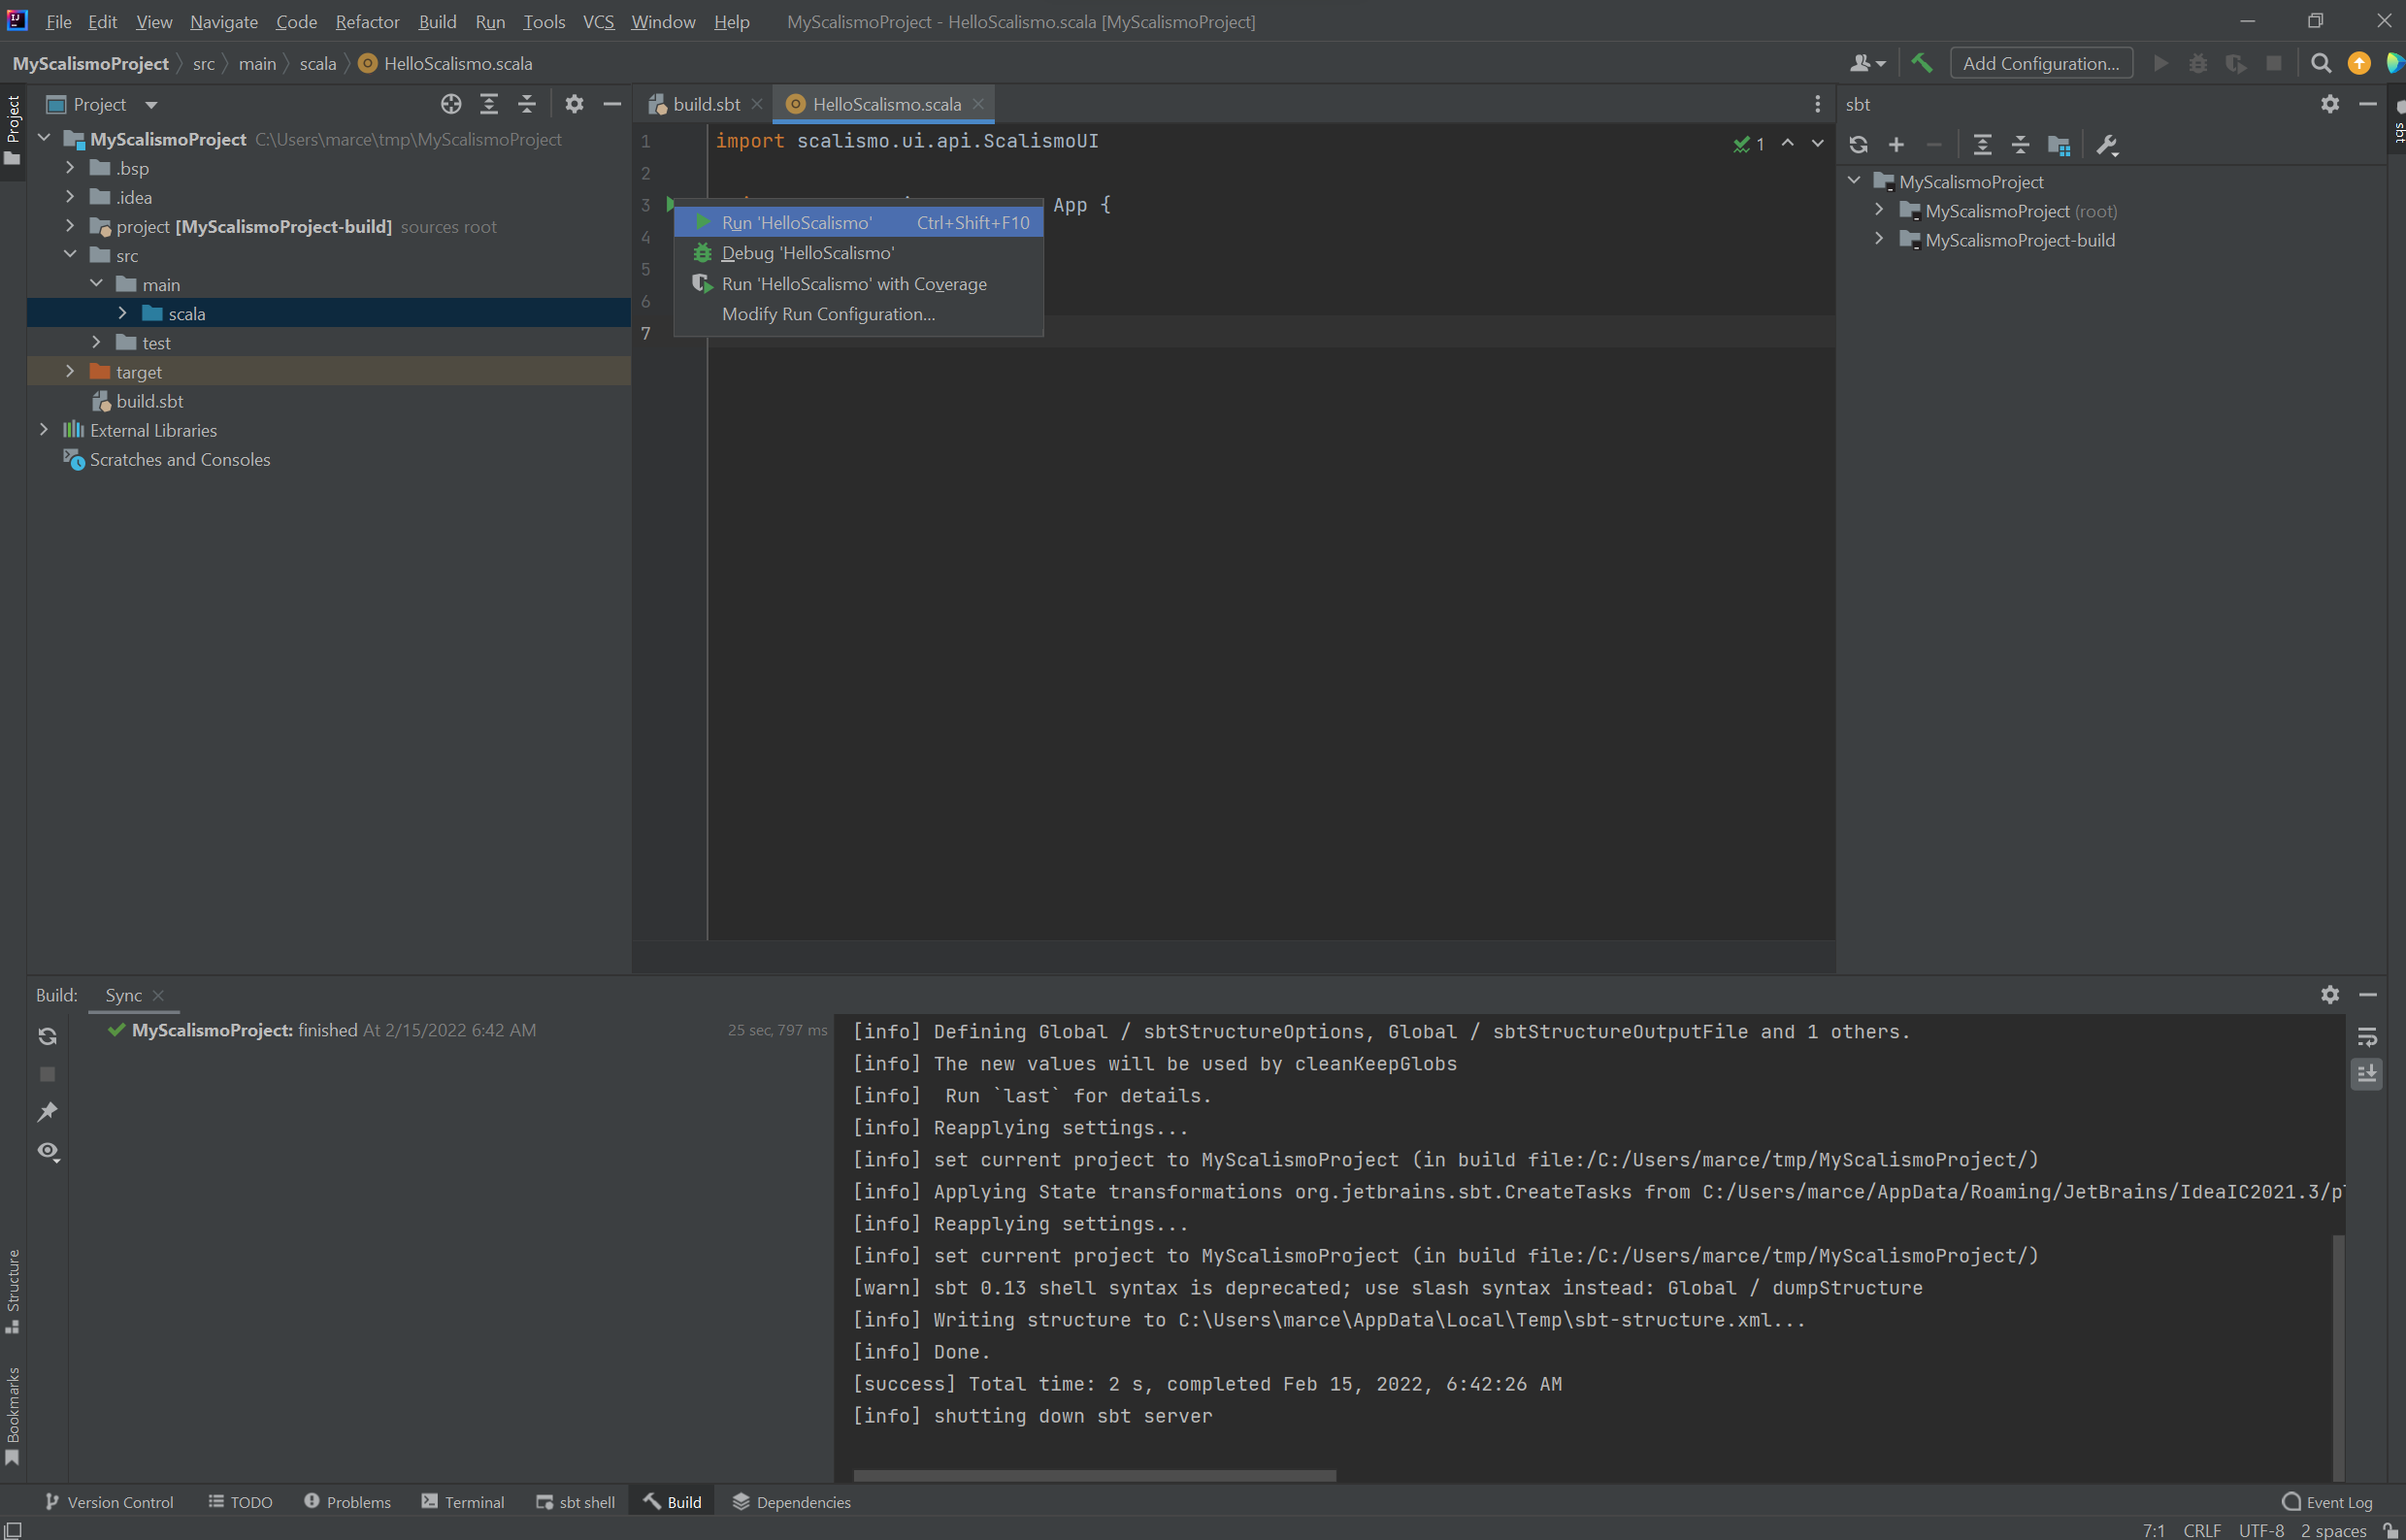 File Edit View Navigate Code Refactor Build Run Tools VCS Window Help MyScalismoProject - HelloScalismo.scala [MyScalismoProject]
MyScalismoProject src main scala HelloScalismo.scala Add Configuration...
Project
Project
MyScalismoProject C:\Users\marce\tmp\MyScalismoProject
.bsp
.idea
project [MyScalismoProject-build] sources root
src
main
scala
test
target
build.sbt
External Libraries
Scratches and Consoles
build.sbt HelloScalismo.scala
1 import scalismo.ui.api.ScalismoUI
1
2
3 App {
4
5
6
7
Run 'HelloScalismo' Ctrl+Shift+F10
Debug 'HelloScalismo'
Run 'HelloScalismo' with Coverage
Modify Run Configuration...
sbt
sbt
MyScalismoProject
MyScalismoProject (root)
MyScalismoProject-build
Build: Sync
MyScalismoProject: finished At 2/15/2022 6:42 AM 25 sec, 797 ms
[info] Defining Global / sbtStructureOptions, Global / sbtStructureOutputFile and 1 others.
[info] The new values will be used by cleanKeepGlobs
[info]  Run `last` for details.
[info] Reapplying settings...
[info] set current project to MyScalismoProject (in build file:/C:/Users/marce/tmp/MyScalismoProject/)
[info] Applying State transformations org.jetbrains.sbt.CreateTasks from C:/Users/marce/AppData/Roaming/JetBrains/IdeaIC2021.3/p
[info] Reapplying settings...
[info] set current project to MyScalismoProject (in build file:/C:/Users/marce/tmp/MyScalismoProject/)
[warn] sbt 0.13 shell syntax is deprecated; use slash syntax instead: Global / dumpStructure
[info] Writing structure to C:\Users\marce\AppData\Local\Temp\sbt-structure.xml...
[info] Done.
[success] Total time: 2 s, completed Feb 15, 2022, 6:42:26 AM
[info] shutting down sbt server
Structure
Bookmarks
Version Control TODO Problems Terminal sbt shell Build Dependencies Event Log
7:1 CRLF UTF-8 2 spaces